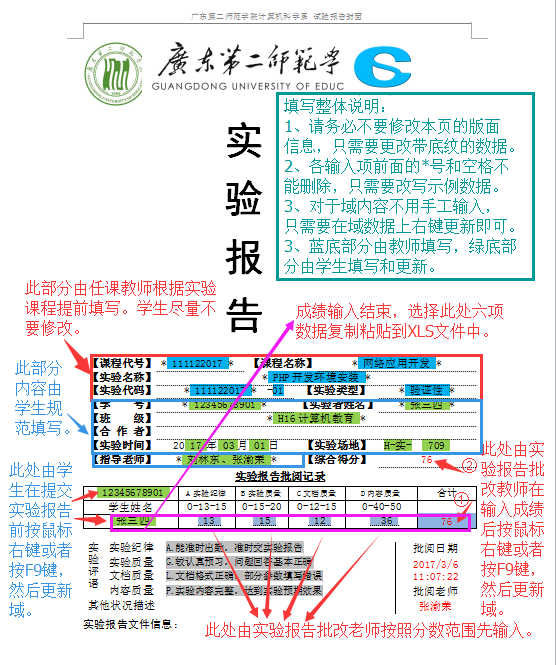 广东第二师范学院计算机科学系 试验报告封面
廣东第二师範学
GUANGDONG UNIVERSITY OF EDUC
实验报告
填写整体说明：
1、请务必不要修改本页的版面
信息，只需要更改带底纹的数据。
2、各输入项前面的*号和空格不
能删除，只需要改写示例数据。
3、对于域内容不用手工输入，
只需要在域数据上右键更新即可。
3、蓝底部分由教师填写，绿底部
分由学生填写和更新。
此部分由任课教师根据实验
课程提前填写。学生尽量不
要修改。
成绩输入结束，选择此处六项
数据复制粘贴到XLS文件中。
【课程代号】 * 111122017 * 【课程名称】 * 网络应用开发 *
【实验名称】 * PHP开发环境安装 *
【实验代码】 * 111122017 * -01 【实验类型】 * 验证性 *
【学 号】 * 12345678901 * 【实验者姓名】 * 张三四 *
【班 级】 * H16计算机教育 *
【合 作 者】
【实验时间】 2017年 03月 01日 【实验场地】 H-实- 709
【指导老师】 * 刘林东、张渝荣 * 【综合得分】 76 ②
此部分
内容由
学生规
范填写。
实验报告批阅记录
12345678901 A实验纪律 B实验质量 C文档质量 D内容质量 合计
学生姓名 0-13-15 0-15-20 0-12-15 0-40-50 ①
张三四 13 15 12 36 76
此处由学
生在提交
实验报告
前按鼠标
右键或者
按F9键，
然后更新
域。
此处由实
验报告批
改教师在
输入成绩
后按鼠标
右键或者
按F9键，
然后更新
域。
实验评语
实验纪律 A.能准时出勤，准时交实验报告
实验质量 G.较认真预习，问题回答基本正确
文档质量 L.文档格式正确，部分参数填写错误
内容质量 P.实验内容完整，达到实验预期效果
其他状况描述
批阅日期
2017/3/6
11:07:22
批阅老师
张渝荣
实验报告文件信息：
此处由实验报告批改老师按照分数范围先输入。